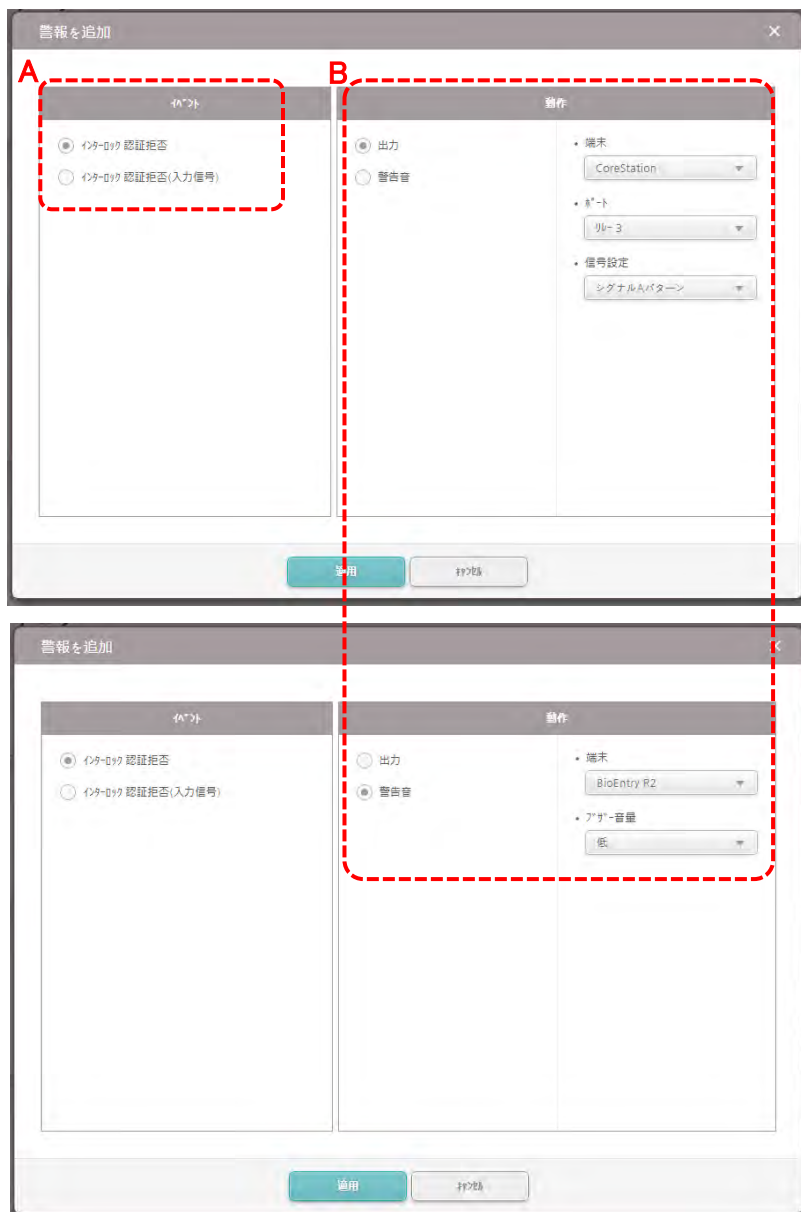 警報を追加 ×
A B
ｲﾍﾞﾝﾄ 動作
ｲﾝﾀｰﾛｯｸ 認証拒否
ｲﾝﾀｰﾛｯｸ 認証拒否(入力信号)
出力
警告音
• 端末
CoreStation
• ﾎﾟｰﾄ
ﾘﾚｰ 3
• 信号設定
シグナルAパターン
適用 ｷｬﾝｾﾙ
警報を追加 ×
ｲﾍﾞﾝﾄ 動作
ｲﾝﾀｰﾛｯｸ 認証拒否
ｲﾝﾀｰﾛｯｸ 認証拒否(入力信号)
出力
警告音
• 端末
BioEntry R2
• ﾌﾞｻﾞｰ音量
低
適用 ｷｬﾝｾﾙ